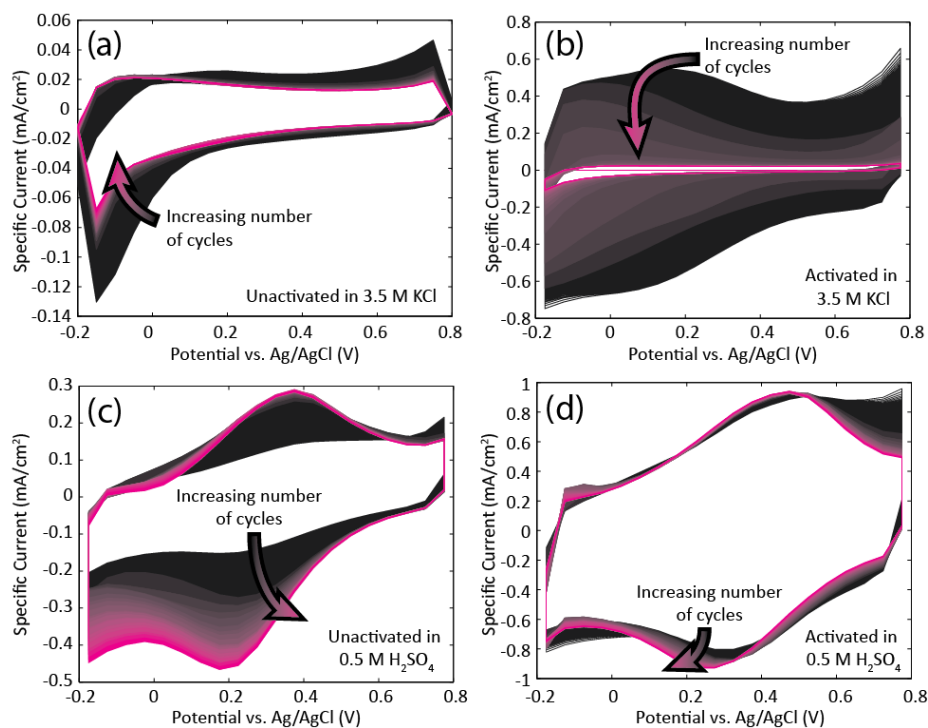 (a)
0.06
0.04
0.02
0
-0.02
-0.04
-0.06
-0.08
-0.1
-0.12
-0.14
Specific Current (mA/cm²)
Increasing number
of cycles
Unactivated in 3.5 M KCl
-0.2 0 0.2 0.4 0.6 0.8
Potential vs. Ag/AgCl (V)
(b)
0.8
0.6
0.4
0.2
0
-0.2
-0.4
-0.6
-0.8
Specific Current (mA/cm²)
Increasing number
of cycles
Activated in
3.5 M KCl
-0.2 0 0.2 0.4 0.6 0.8
Potential vs. Ag/AgCl (V)
(c)
0.3
0.2
0.1
0
-0.1
-0.2
-0.3
-0.4
-0.5
Specific Current (mA/cm²)
Increasing number
of cycles
Unactivated in
0.5 M H₂SO₄
-0.2 0 0.2 0.4 0.6 0.8
Potential vs. Ag/AgCl (V)
(d)
1
0.8
0.6
0.4
0.2
0
-0.2
-0.4
-0.6
-0.8
-1
Specific Current (mA/cm²)
Increasing number
of cycles
Activated in
0.5 M H₂SO₄
-0.2 0 0.2 0.4 0.6 0.8
Potential vs. Ag/AgCl (V)